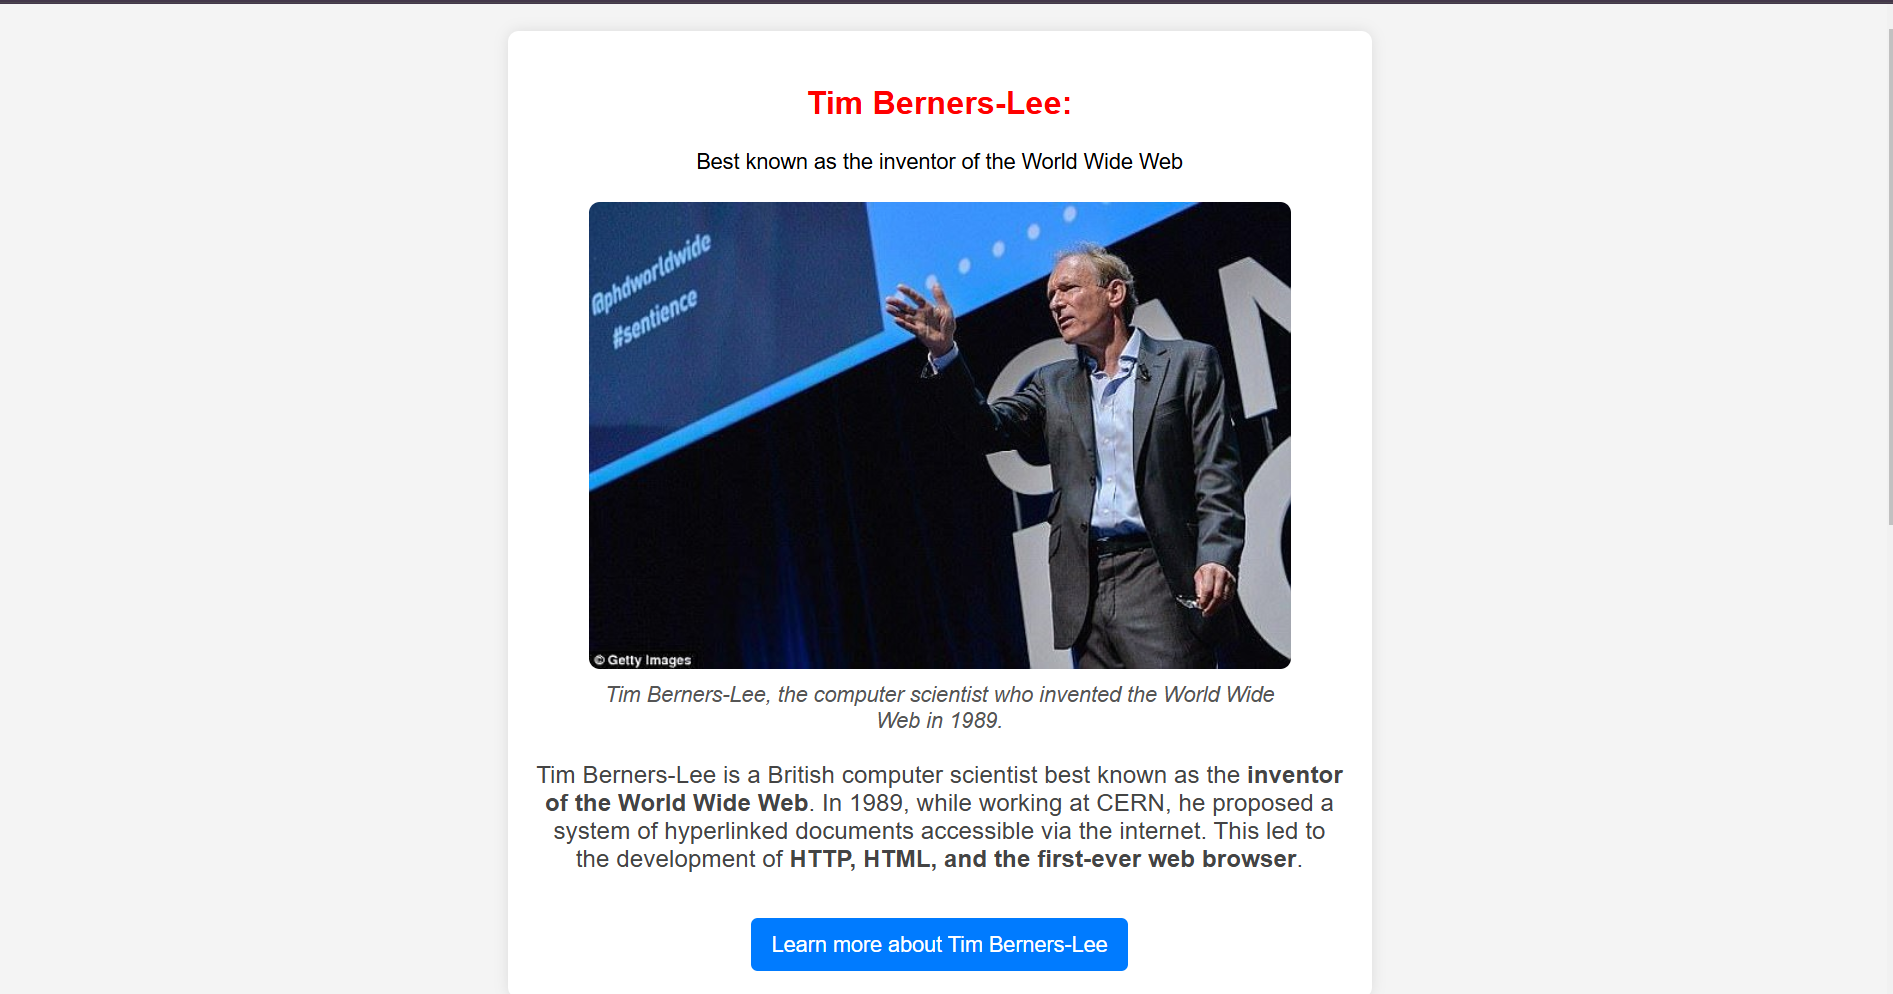 Tim Berners-Lee:
Best known as the inventor of the World Wide Web
@phdworldwide
#sentience
© Getty Images
Tim Berners-Lee, the computer scientist who invented the World Wide
Web in 1989.
Tim Berners-Lee is a British computer scientist best known as the inventor
of the World Wide Web. In 1989, while working at CERN, he proposed a
system of hyperlinked documents accessible via the internet. This led to
the development of HTTP, HTML, and the first-ever web browser.
Learn more about Tim Berners-Lee